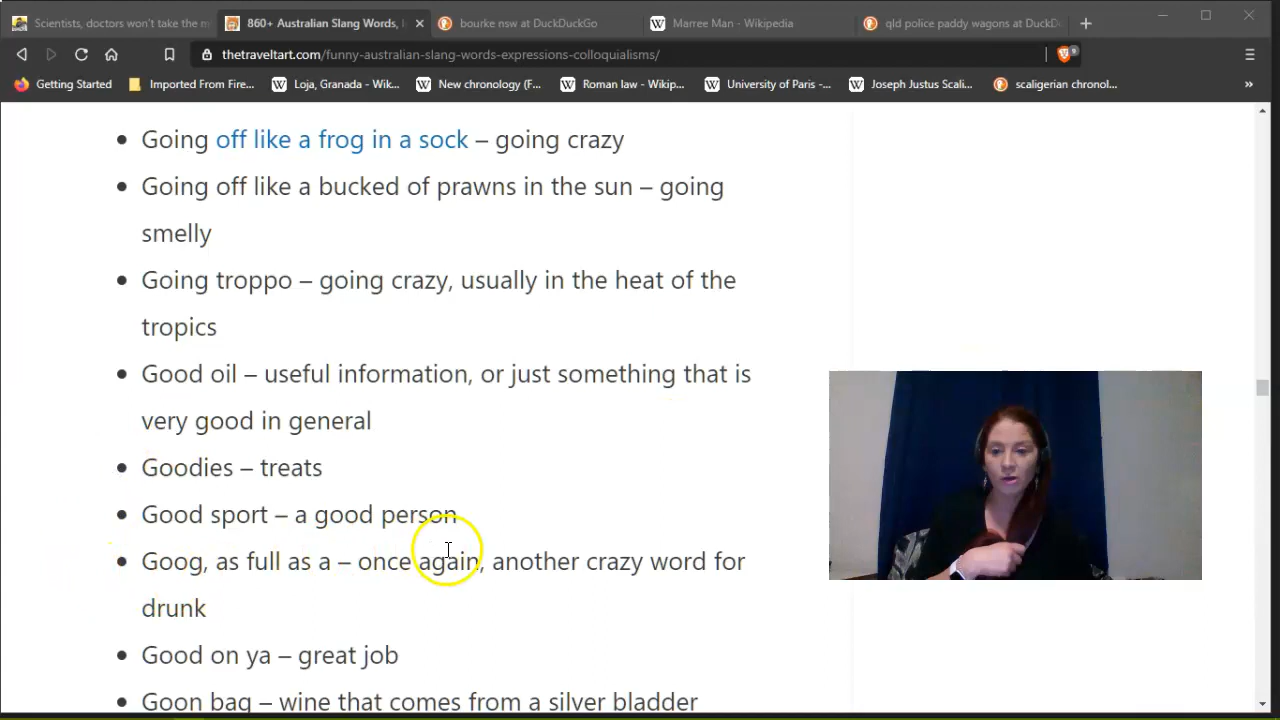 Scientists, doctors won't take the m
860+ Australian Slang Words,
bourke nsw at DuckDuckGo
Marree Man - Wikipedia
qld police paddy wagons at DuckD
thetraveltart.com/funny-australian-slang-words-expressions-colloquialisms/
Getting Started
Imported From Fire...
Loja, Granada - Wik...
New chronology (F...
Roman law - Wikip...
University of Paris -...
Joseph Justus Scali...
scaligerian chronol...
Going off like a frog in a sock – going crazy
Going off like a bucked of prawns in the sun – going
smelly
Going troppo – going crazy, usually in the heat of the
tropics
Good oil – useful information, or just something that is
very good in general
Goodies – treats
Good sport – a good person
Goog, as full as a – once again, another crazy word for
drunk
Good on ya – great job
Goon bag – wine that comes from a silver bladder